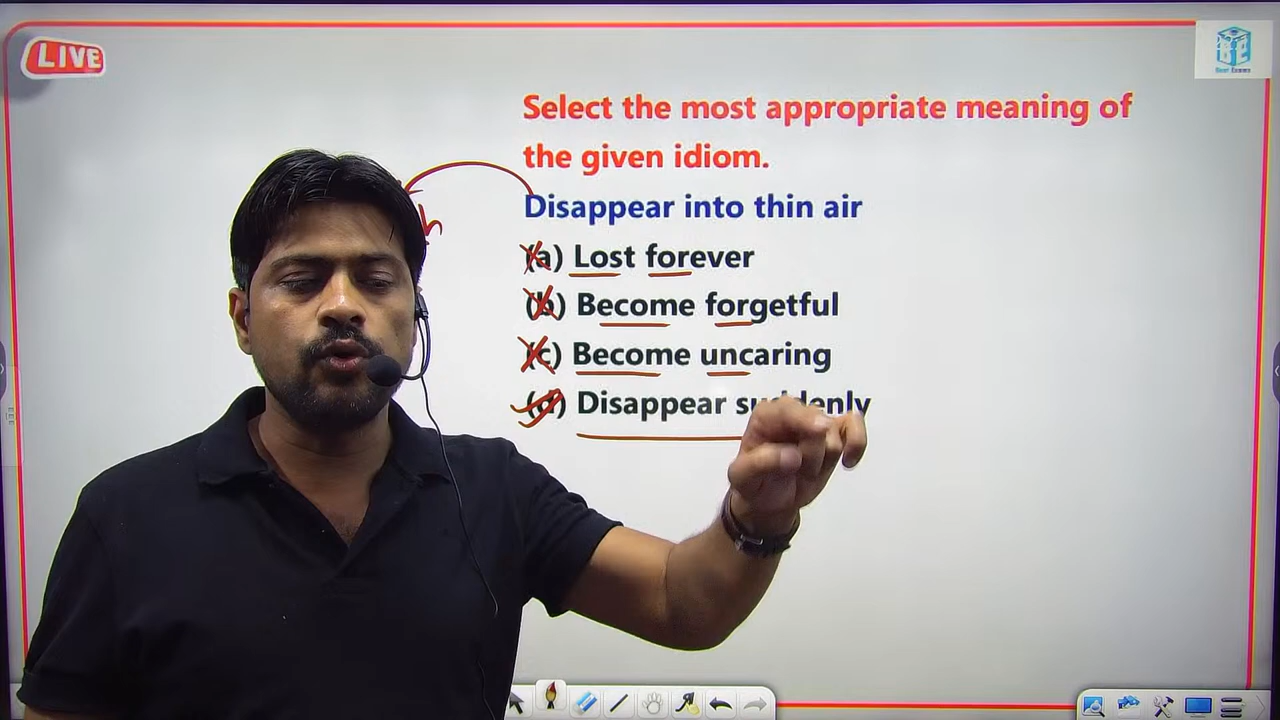 LIVE
Select the most appropriate meaning of
the given idiom.
Disappear into thin air
(a) Lost forever
(b) Become forgetful
(c) Become uncaring
(d) Disappear suddenly